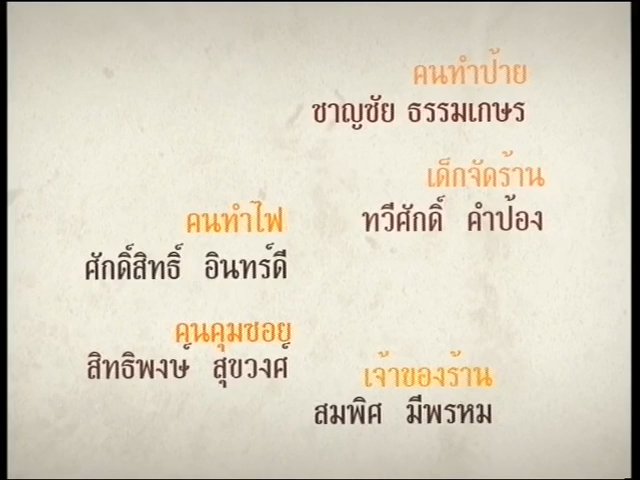 คนทำป้าย
ชาญชัย ธรรมเกษร
เด็กจัดร้าน
ทวีศักดิ์ คำป้อง
คนทำไฟ
ศักดิ์สิทธิ์ อินทร์ดี
คนคุมซอย
สิทธิพงษ์ สุขวงศ์
เจ้าของร้าน
สมพิศ มีพรหม